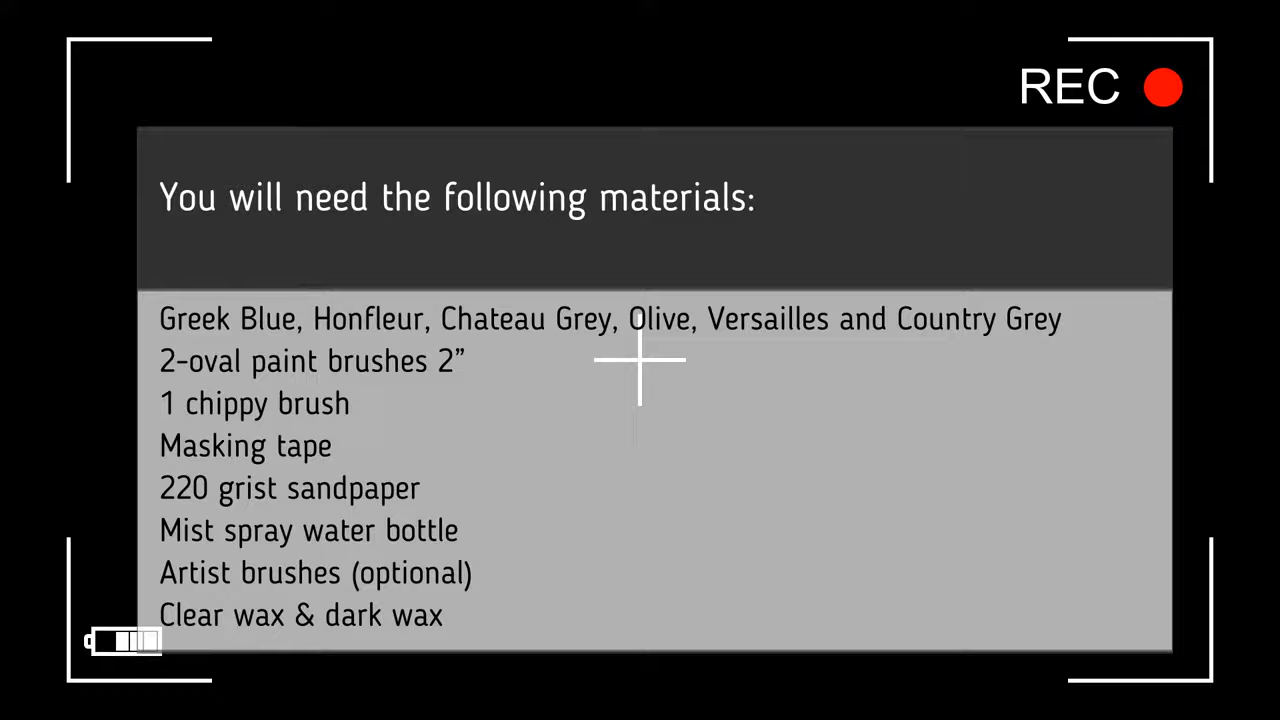 REC
You will need the following materials:
Greek Blue, Honfleur, Chateau Grey, Olive, Versailles and Country Grey
2-oval paint brushes 2”
1 chippy brush
Masking tape
220 grist sandpaper
Mist spray water bottle
Artist brushes (optional)
Clear wax & dark wax